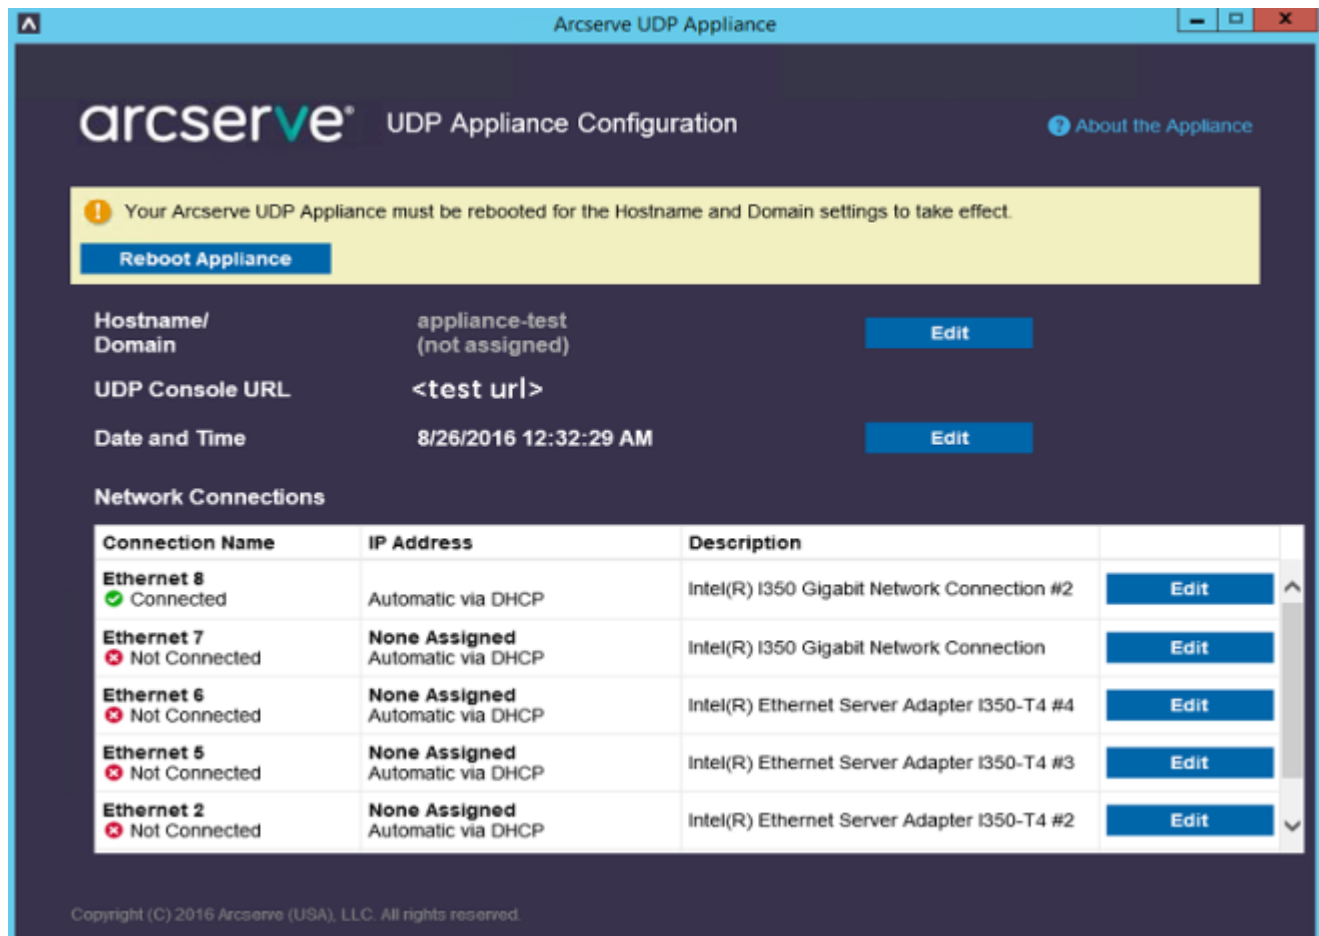 Arcserve UDP Appliance
arcserve® UDP Appliance Configuration
? About the Appliance
! Your Arcserve UDP Appliance must be rebooted for the Hostname and Domain settings to take effect.
Reboot Appliance
Hostname/ appliance-test Edit
Domain (not assigned)
UDP Console URL <test url>
Date and Time 8/26/2016 12:32:29 AM Edit
Network Connections
Connection Name IP Address Description
Ethernet 8
Connected Automatic via DHCP Intel(R) I350 Gigabit Network Connection #2 Edit
Ethernet 7 None Assigned
Not Connected Automatic via DHCP Intel(R) I350 Gigabit Network Connection Edit
Ethernet 6 None Assigned
Not Connected Automatic via DHCP Intel(R) Ethernet Server Adapter I350-T4 #4 Edit
Ethernet 5 None Assigned
Not Connected Automatic via DHCP Intel(R) Ethernet Server Adapter I350-T4 #3 Edit
Ethernet 2 None Assigned
Not Connected Automatic via DHCP Intel(R) Ethernet Server Adapter I350-T4 #2 Edit
Copyright (C) 2016 Arcserve (USA), LLC. All rights reserved.